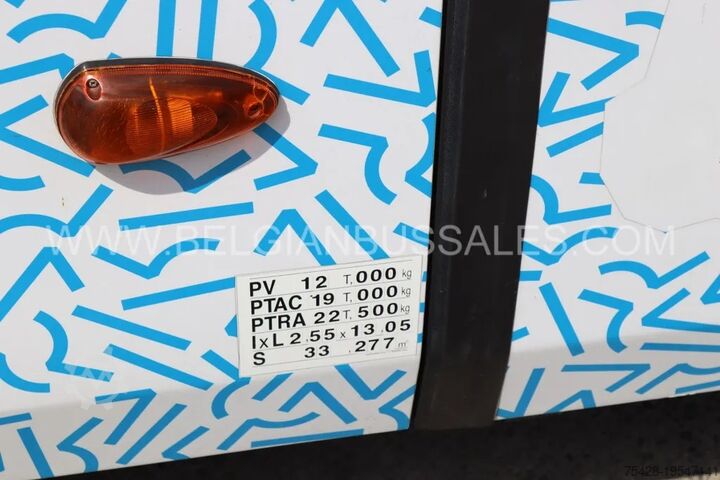 WWW.BELGIANBUSSALES.COM
PV 12 T, 000 kg
PTAC 19 T, 000 kg
PTRA 22 T, 500 kg
IxL 2,55 x 13,05
S 33,277 m²
75428-19547141